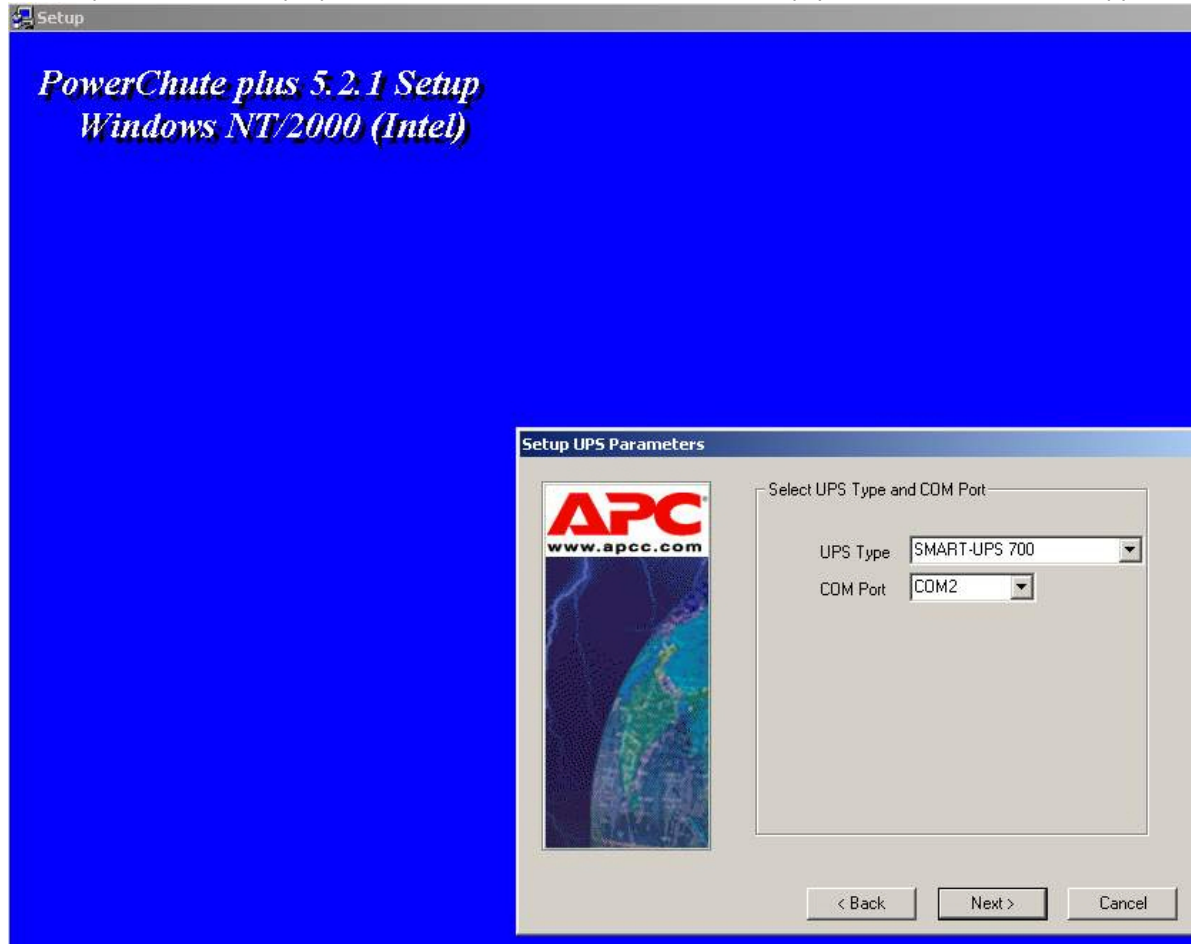 Setup
PowerChute plus 5.2.1 Setup
Windows NT/2000 (Intel)
Setup UPS Parameters
APC
www.apcc.com
Select UPS Type and COM Port
UPS Type SMART-UPS 700
COM Port COM2
< Back Next > Cancel